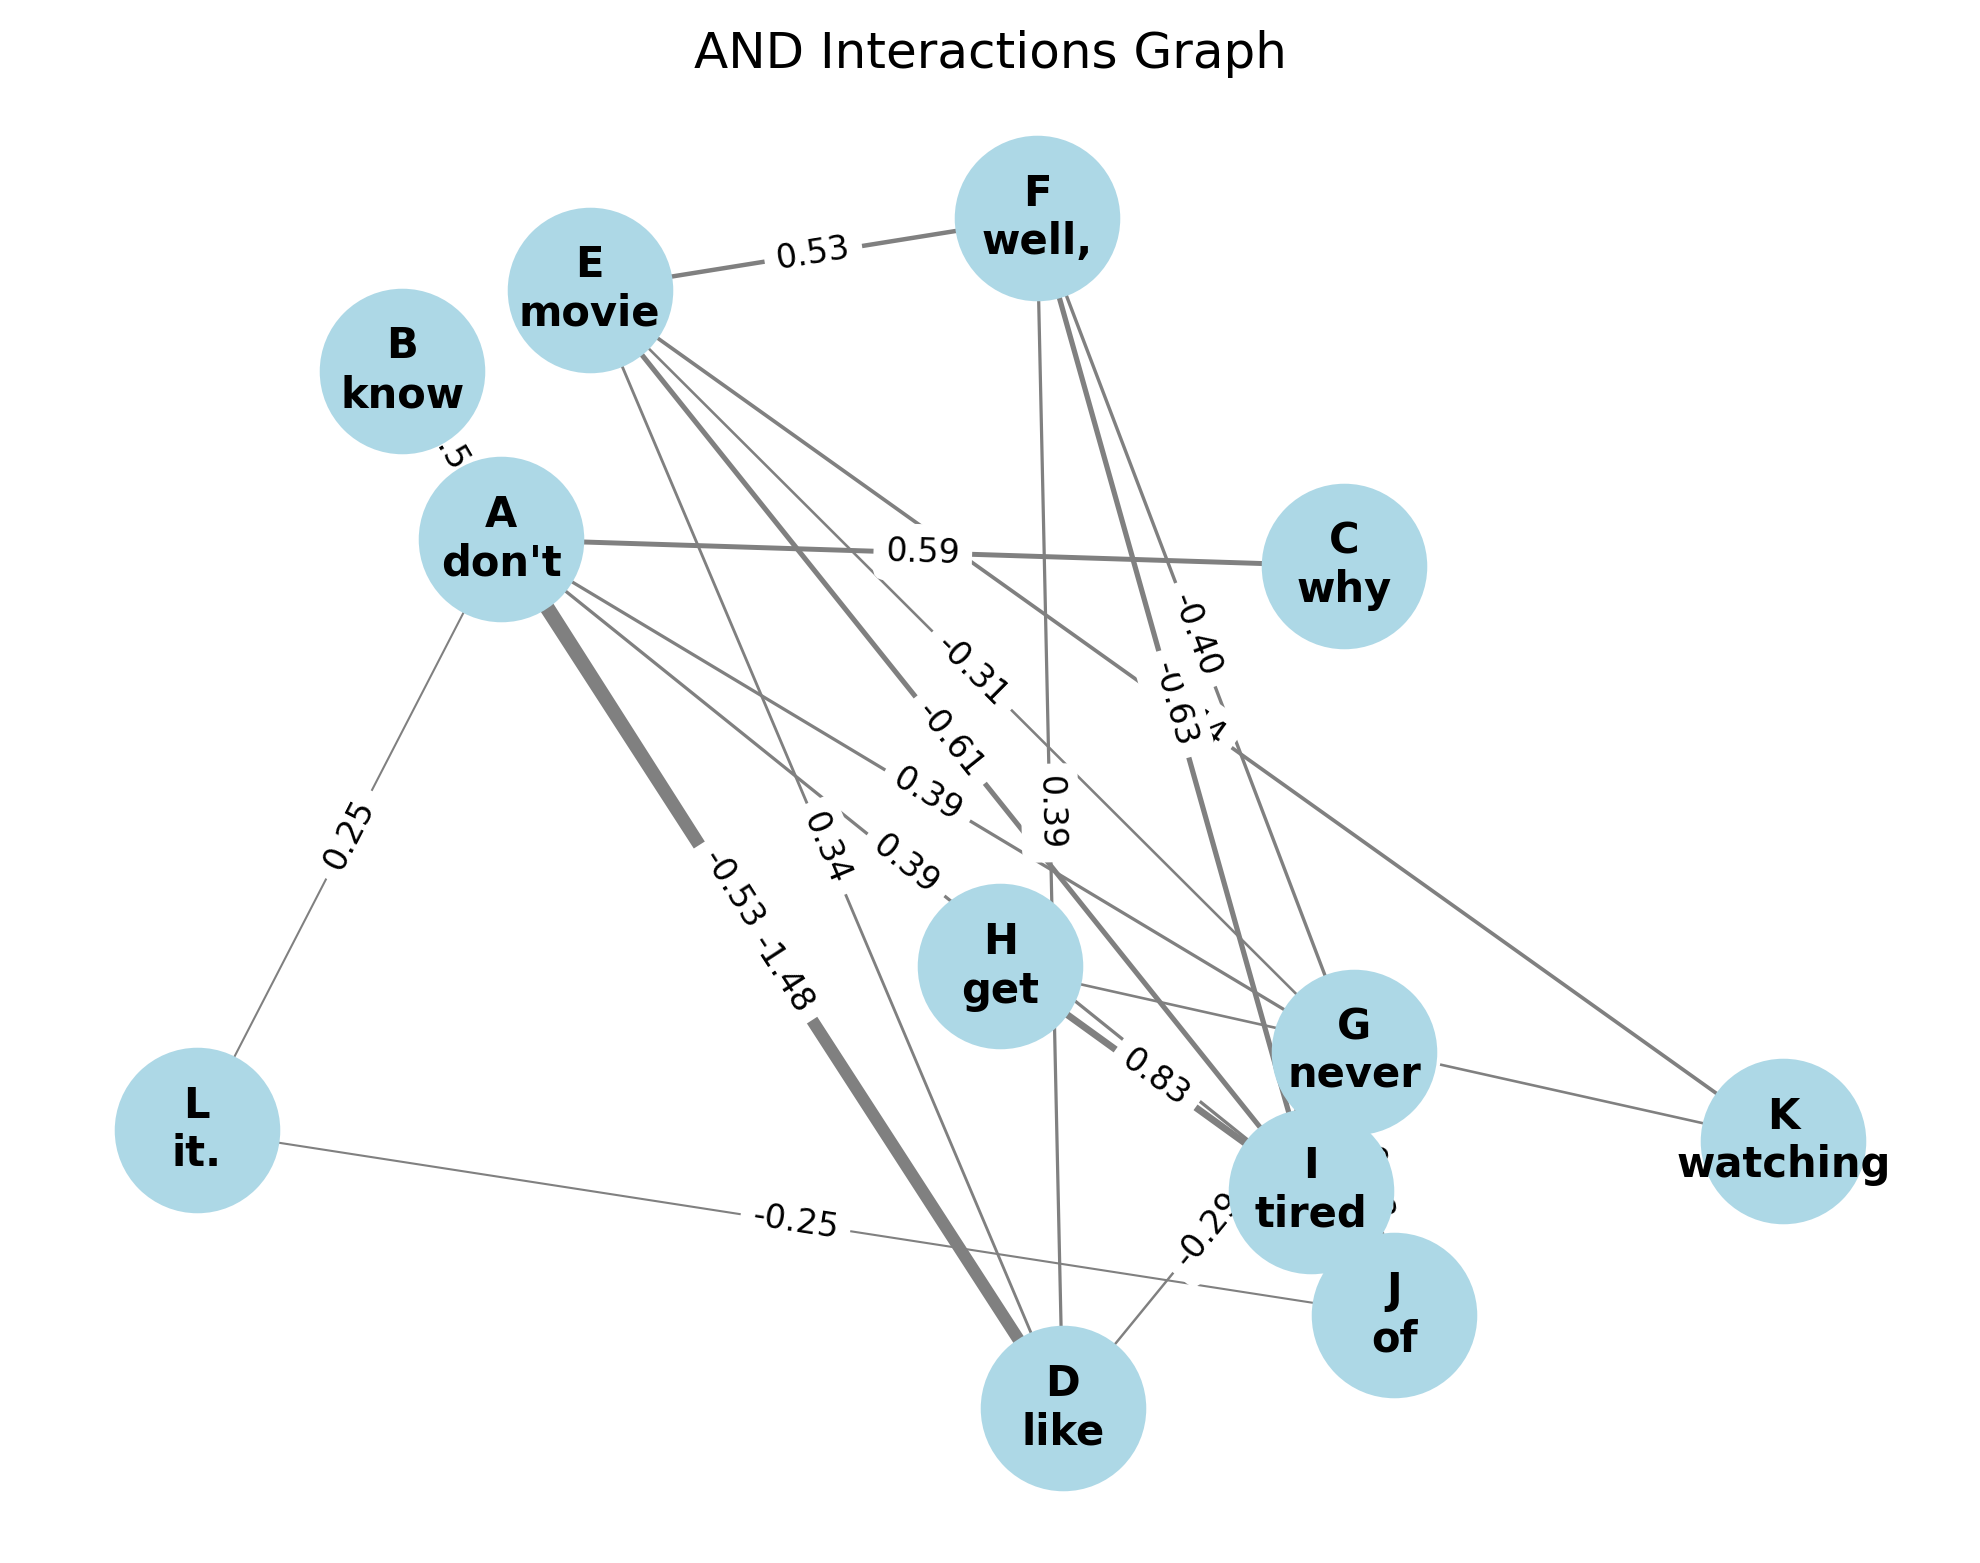 AND Interactions Graph
F
well,
E
movie
0.53
B
know
A
don't
0.59
C
why
-0.40
-0.31
-0.63
-0.61
0.39
0.39
0.25
0.34
0.39
-0.53
-1.48
H
get
G
never
0.83
L
it.
K
watching
I
tired
-0.25
-0.29
J
of
D
like